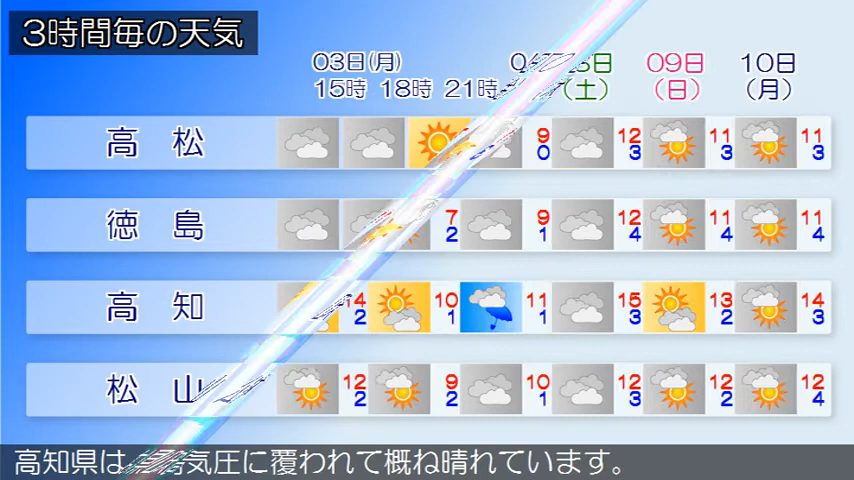 3時間毎の天気
03日(月) 日 09日 10日
15時 18時 21時 (土) (日) (月)
高松 9 0 12 3 11 3 11 3
徳島 7 2 9 1 12 4 11 4 11 4
高知 14 2 10 1 11 1 15 3 13 2 14 3
松山 12 2 9 2 10 1 12 3 12 2 12 4
高知県は 気圧に覆われて概ね晴れています。